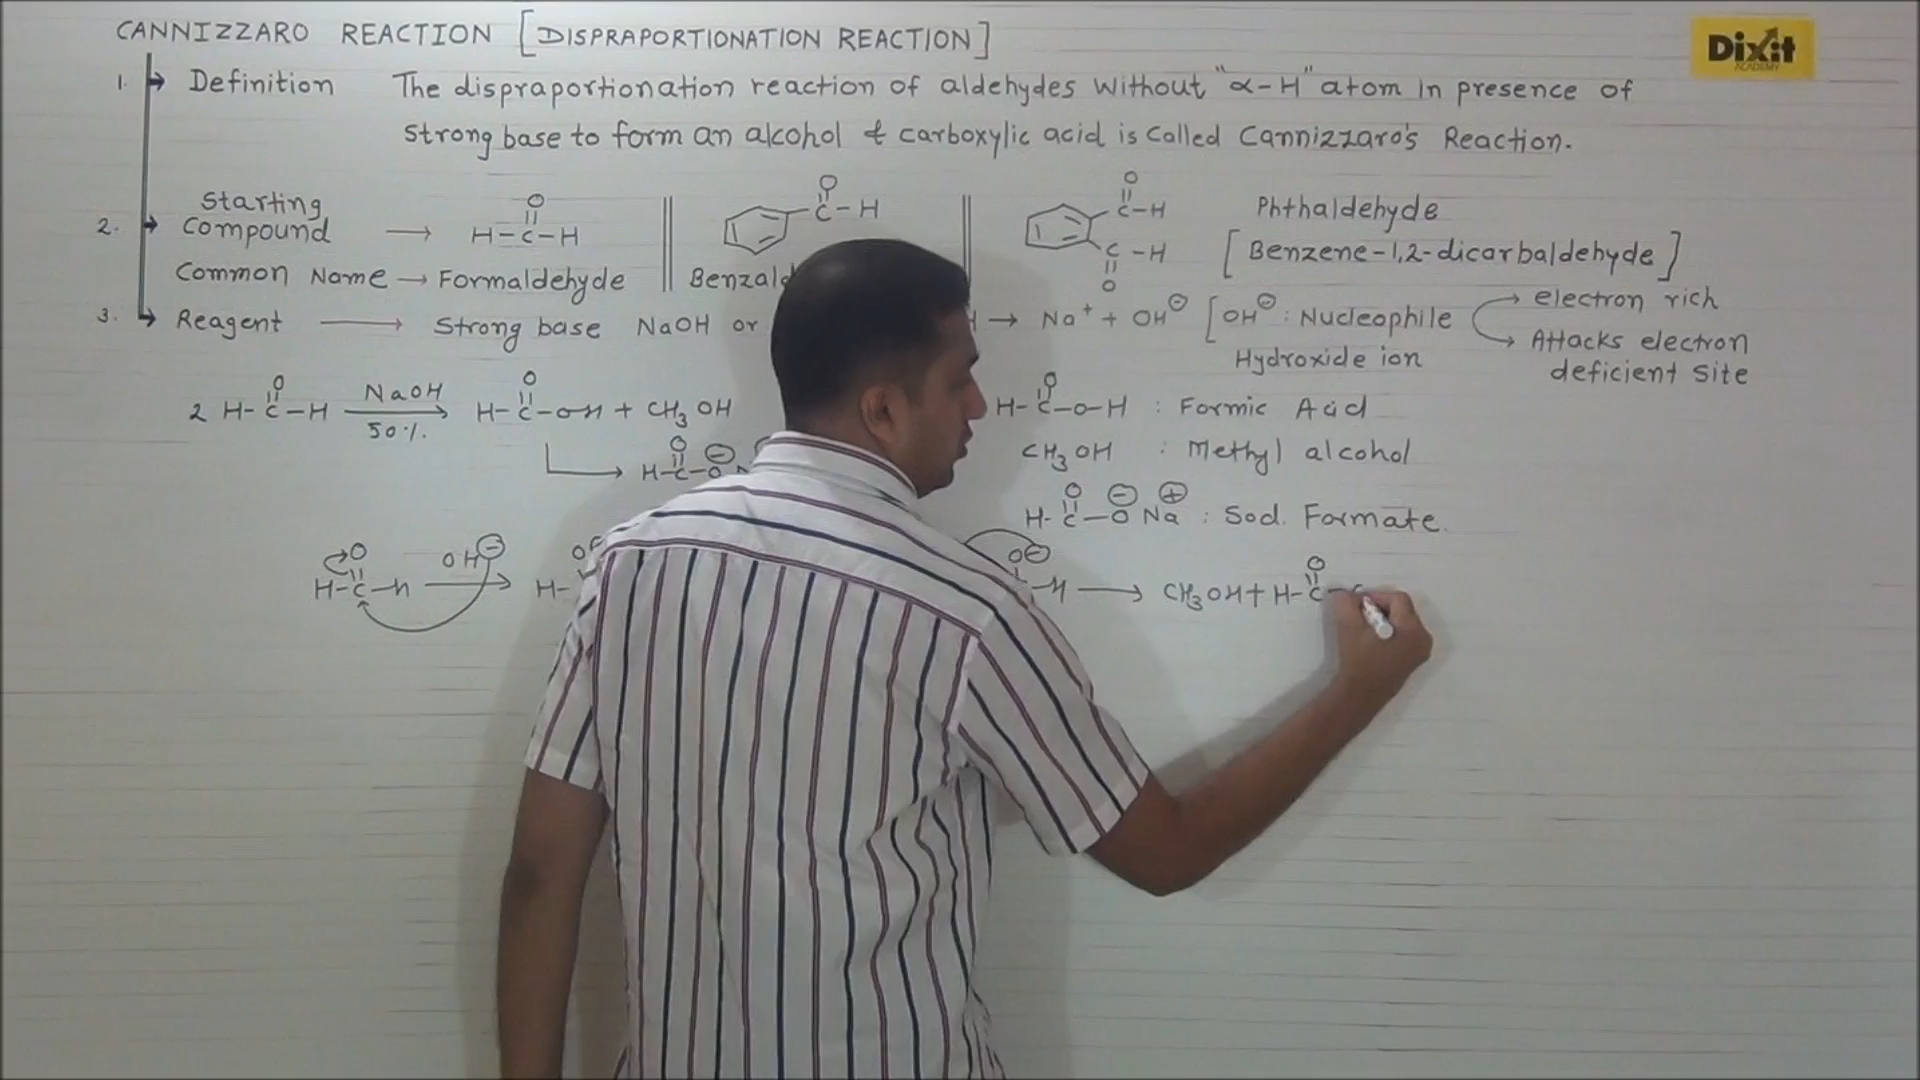 CANNIZZARO REACTION [DISPRAPORTIONATION REACTION]
Dixit
ACADEMY
1. → Definition The dispraportionation reaction of aldehydes without "α-H" atom in presence of
strong base to form an alcohol & carboxylic acid is called Cannizzaro's Reaction.
2. → Starting Compound → H-C-H O
C-H O
C-H O C-H O
Phthaldehyde
[Benzene-1,2-dicarbaldehyde]
Common Name → Formaldehyde
3. → Reagent → Strong base NaOH or
→ Na⁺ + OH⊖ [OH⊖ : Nucleophile
Hydroxide ion
→ electron rich
→ Attacks electron
deficient site
2 H-C-H O NaOH 50%. → H-C-OH O + CH₃OH
H-C-O-H O : Formic Acid
CH₃OH : Methyl alcohol
→ H-C-O⊖ O
H-C-O⊖ Na⊕ O : Sod. Formate.
H-C-H O OH⊖ → H-
O⊖ -H → CH₃OH + H-C- O